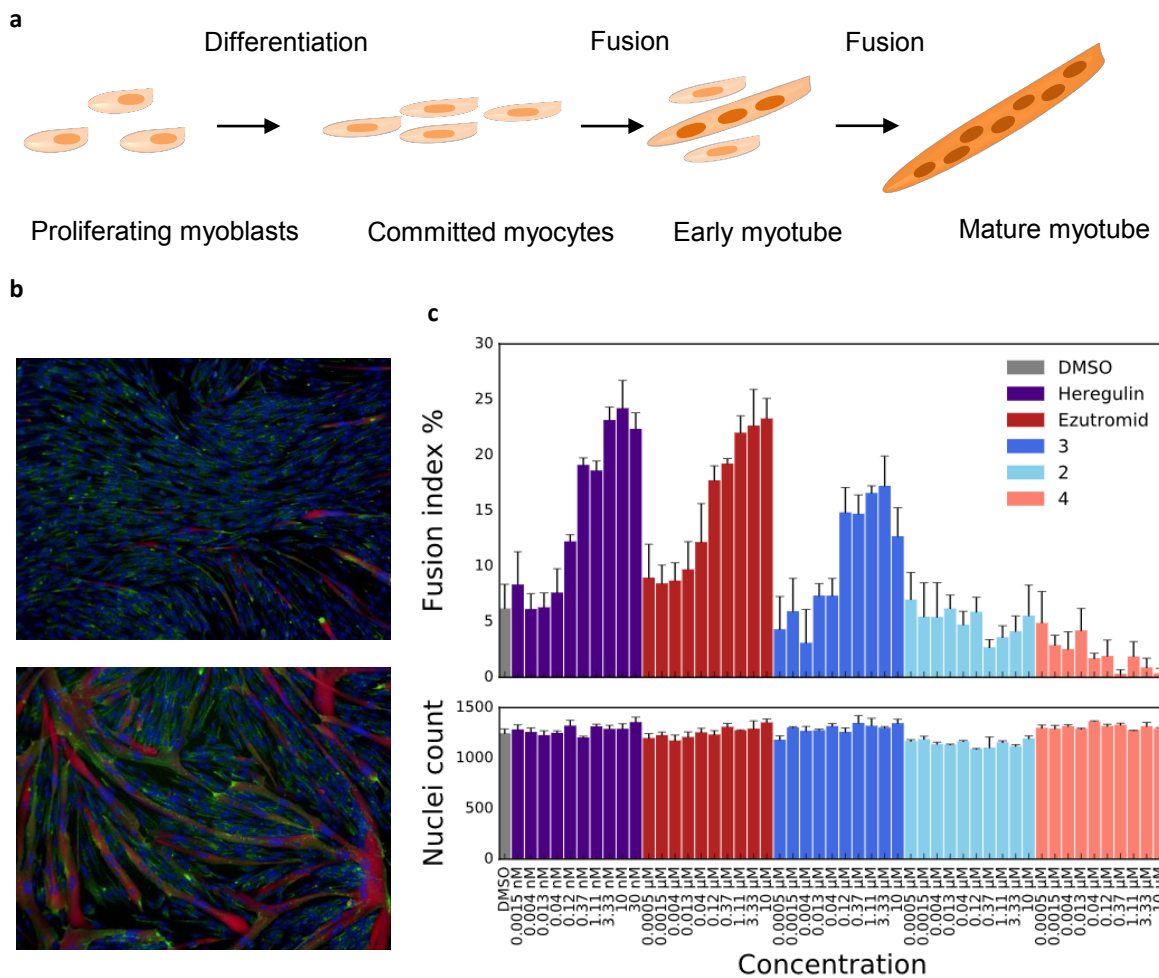 a
Differentiation
Fusion
Fusion
Proliferating myoblasts
Committed myocytes
Early myotube
Mature myotube
b
c
Fusion index %
30
25
20
15
10
5
0
DMSO
Heregulin
Ezutromid
3
2
4
Nuclei count
1500
1000
500
0
DMSO
0.0015 nM
0.004 nM
0.013 nM
0.04 nM
0.12 nM
0.37 nM
1.11 nM
3.33 nM
10 nM
30 nM
0.0005 µM
0.0015 µM
0.004 µM
0.013 µM
0.04 µM
0.12 µM
0.37 µM
1.11 µM
3.33 µM
10 µM
0.0005 µM
0.0015 µM
0.004 µM
0.013 µM
0.04 µM
0.12 µM
0.37 µM
1.11 µM
3.33 µM
10 µM
0.0005 µM
0.0015 µM
0.004 µM
0.013 µM
0.04 µM
0.12 µM
0.37 µM
1.11 µM
3.33 µM
10 µM
0.0005 µM
0.0015 µM
0.004 µM
0.013 µM
0.04 µM
0.12 µM
0.37 µM
1.11 µM
3.33 µM
10 µM
Concentration